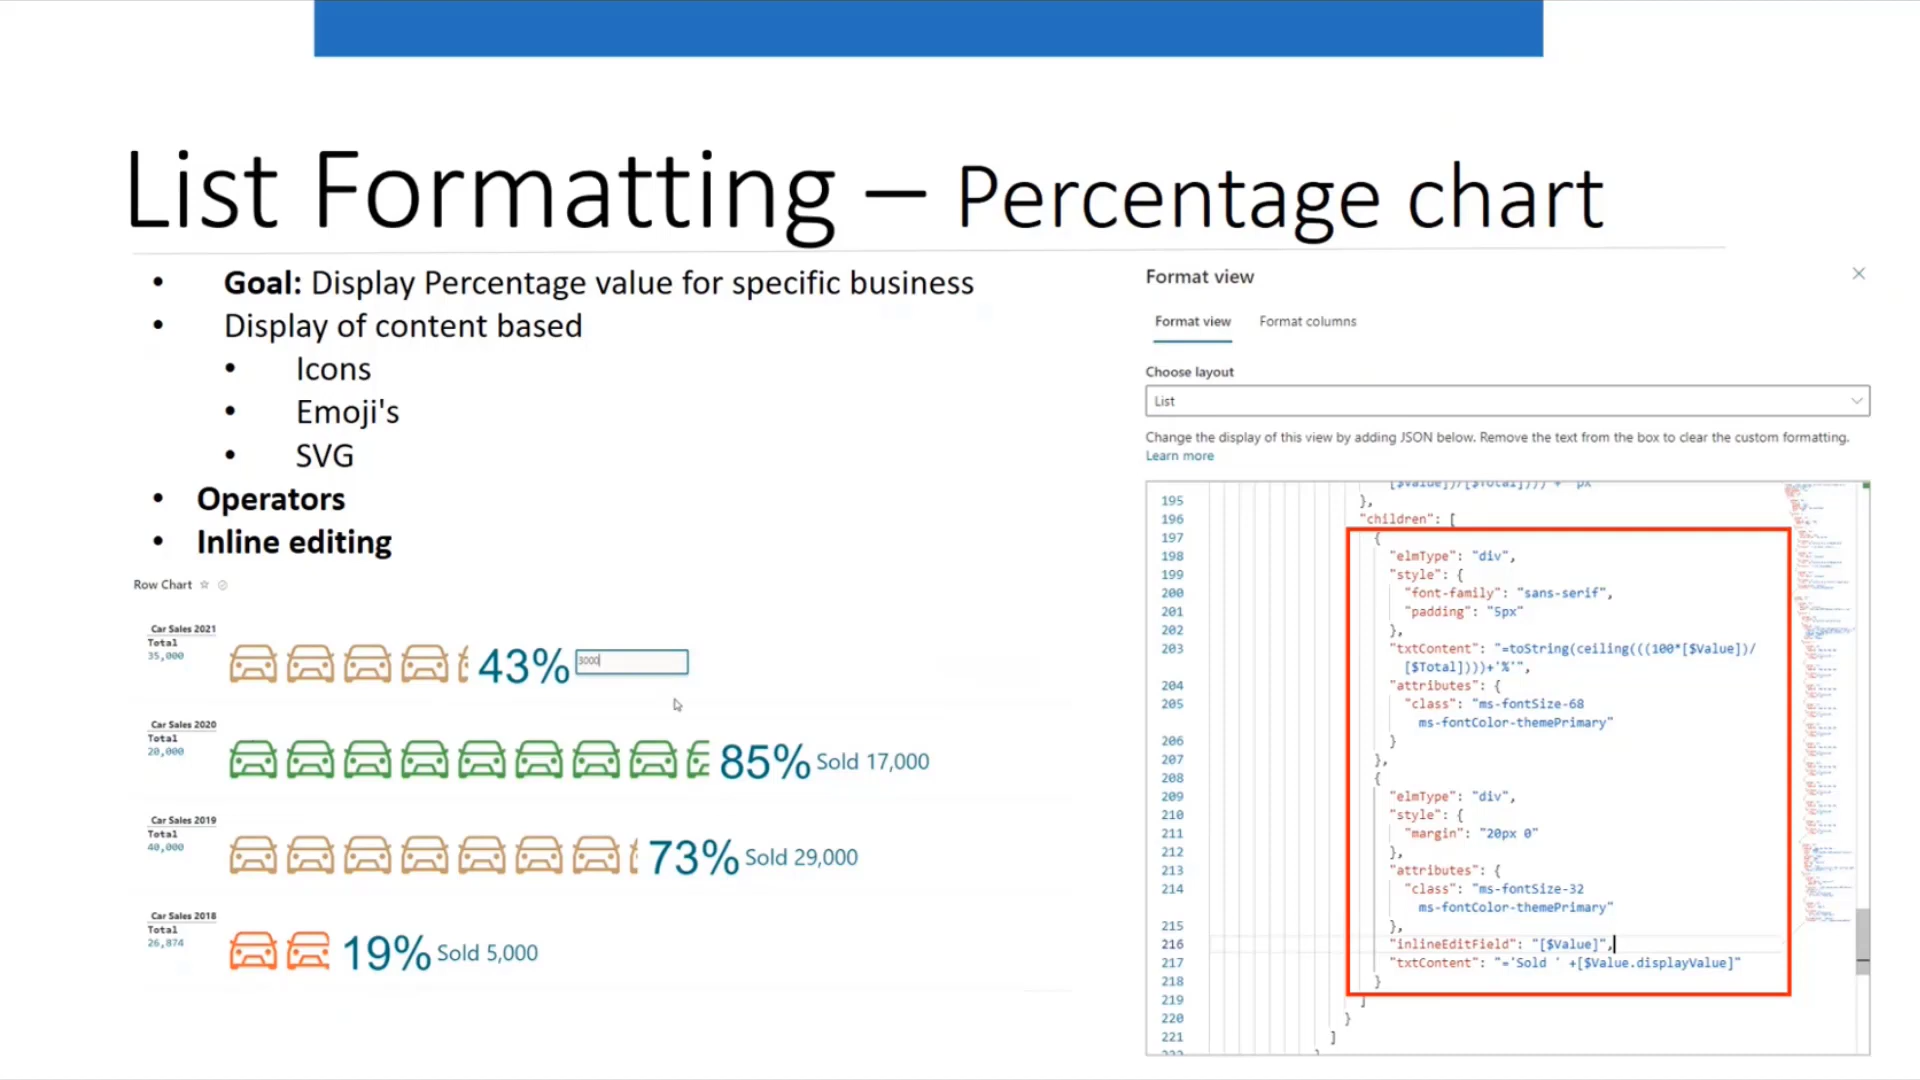 List Formatting – Percentage chart
• Goal: Display Percentage value for specific business
• Display of content based
• Icons
• Emoji's
• SVG
• Operators
• Inline editing
Row Chart
Car Sales 2021
Total
35,000
43% 3000
Car Sales 2020
Total
20,000
85% Sold 17,000
Car Sales 2019
Total
40,000
73% Sold 29,000
Car Sales 2018
Total
26,874
19% Sold 5,000
Format view
Format view Format columns
Choose layout
List
Change the display of this view by adding JSON below. Remove the text from the box to clear the custom formatting.
Learn more
[$Value])/[$Total]))) + 'px'
195 },
196 "children": [
197 {
198 "elmType": "div",
199 "style": {
200 "font-family": "sans-serif",
201 "padding": "5px"
202 },
203 "txtContent": "=toString(ceiling(((100*[$Value])/
[$Total])))+'%'",
204 "attributes": {
205 "class": "ms-fontSize-68
ms-fontColor-themePrimary"
206 }
207 },
208 {
209 "elmType": "div",
210 "style": {
211 "margin": "20px 0"
212 },
213 "attributes": {
214 "class": "ms-fontSize-32
ms-fontColor-themePrimary"
215 },
216 "inlineEditField": "[$Value]",
217 "txtContent": "='Sold ' +[$Value.displayValue]"
218 }
219 ]
220 }
221 ]